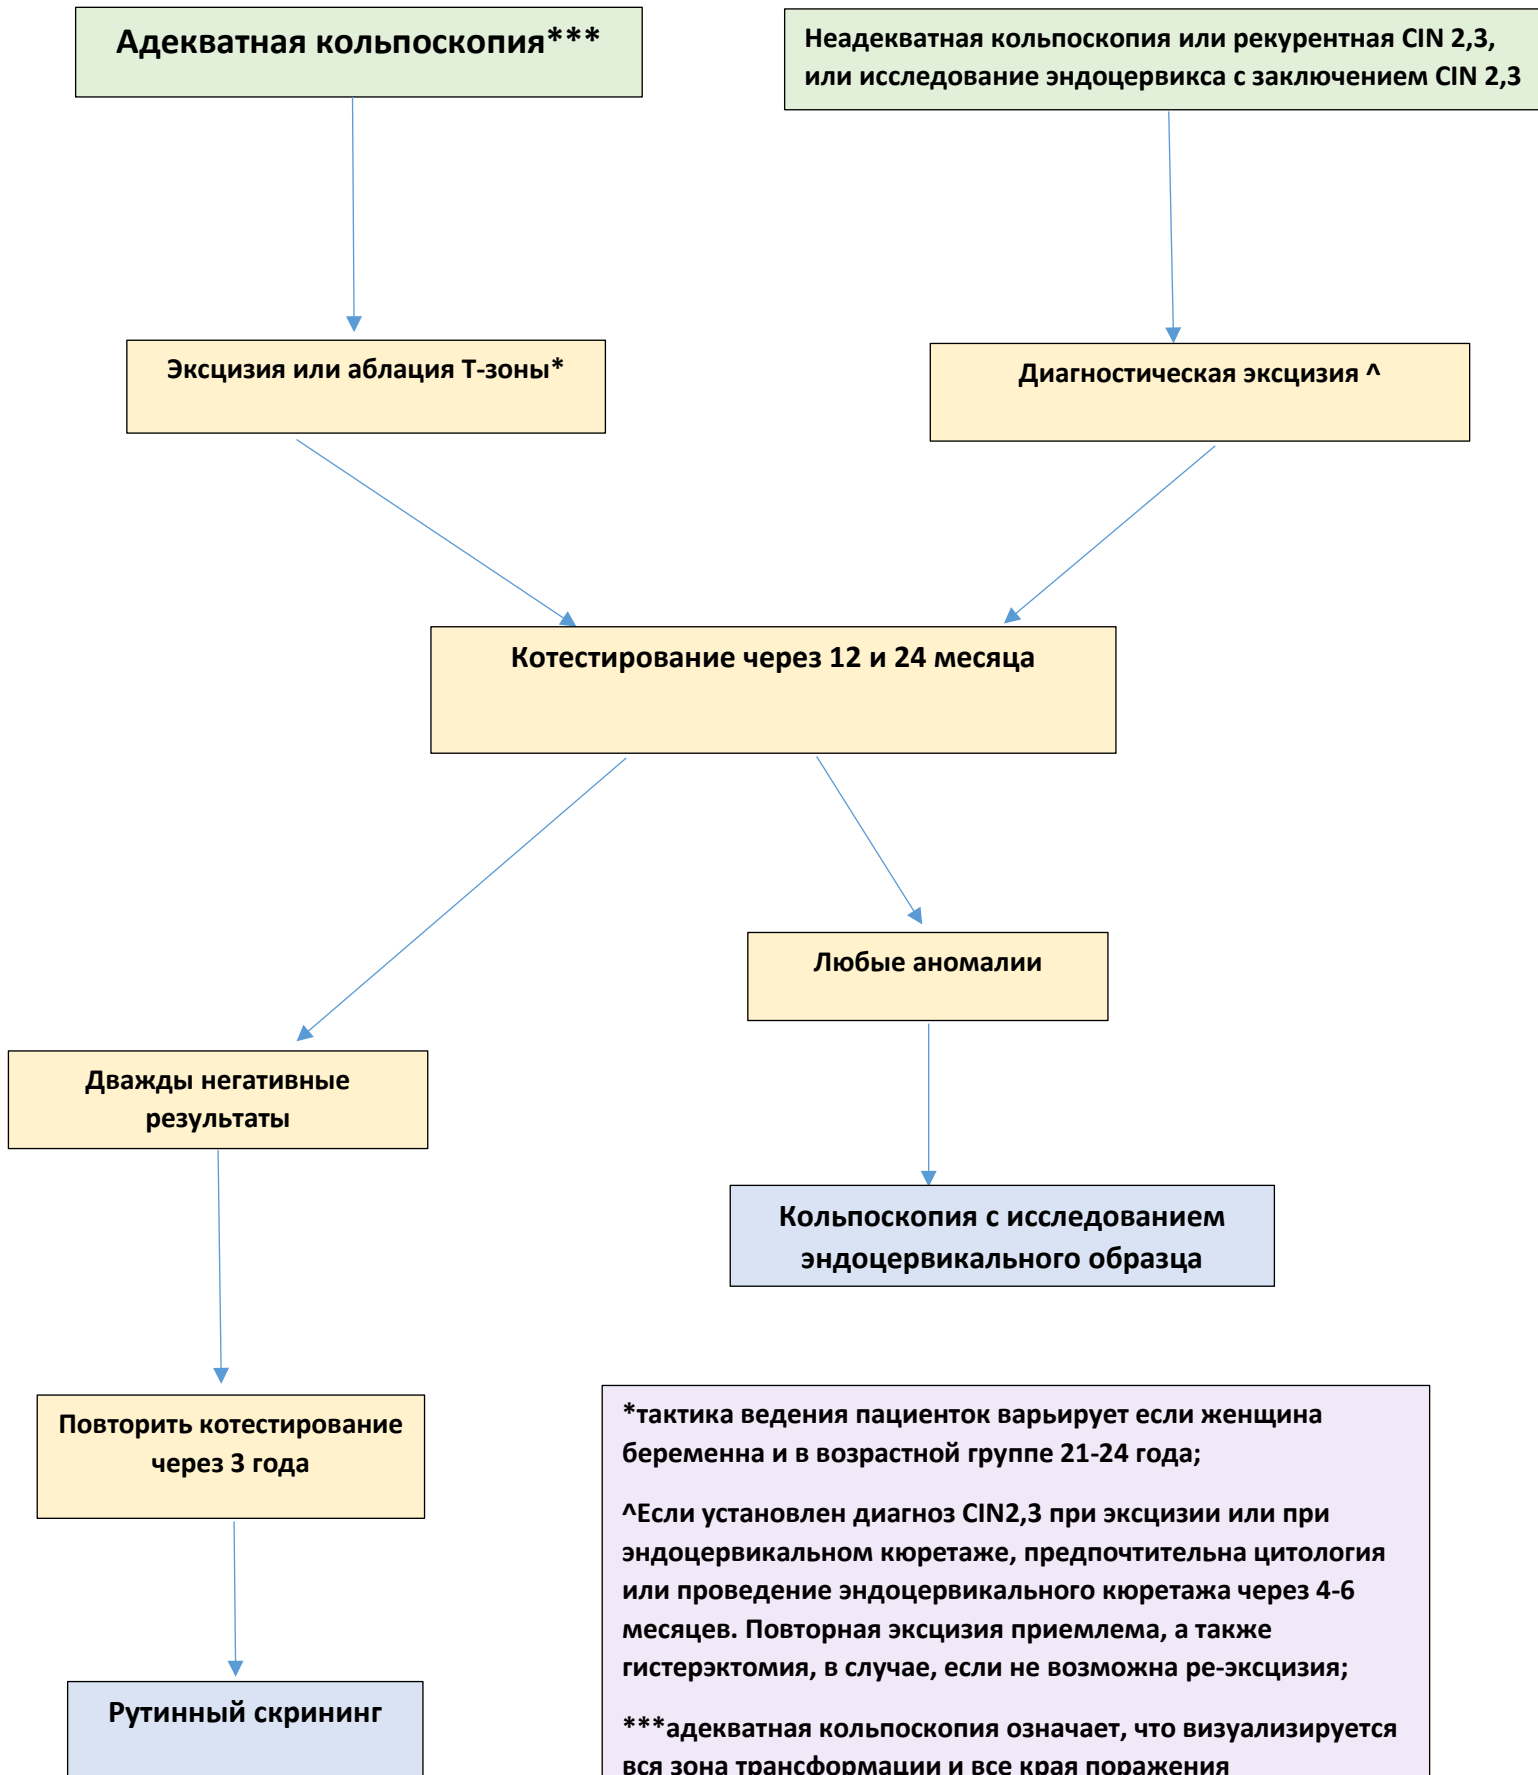 Адекватная кольпоскопия***
Неадекватная кольпоскопия или рекурентная CIN 2,3,
или исследование эндоцервикса с заключением CIN 2,3
Эксцизия или аблация Т-зоны*
Диагностическая эксцизия ^
Котестирование через 12 и 24 месяца
Любые аномалии
Дважды негативные
результаты
Кольпоскопия с исследованием
эндоцервикального образца
Повторить котестирование
через 3 года
Рутинный скрининг
*тактика ведения пациенток варьирует если женщина
беременна и в возрастной группе 21-24 года;
^Если установлен диагноз CIN2,3 при эксцизии или при
эндоцервикальном кюретаже, предпочтительна цитология
или проведение эндоцервикального кюретажа через 4-6
месяцев. Повторная эксцизия приемлема, а также
гистерэктомия, в случае, если не возможна ре-эксцизия;
***адекватная кольпоскопия означает, что визуализируется
вся зона трансформации и все края поражения